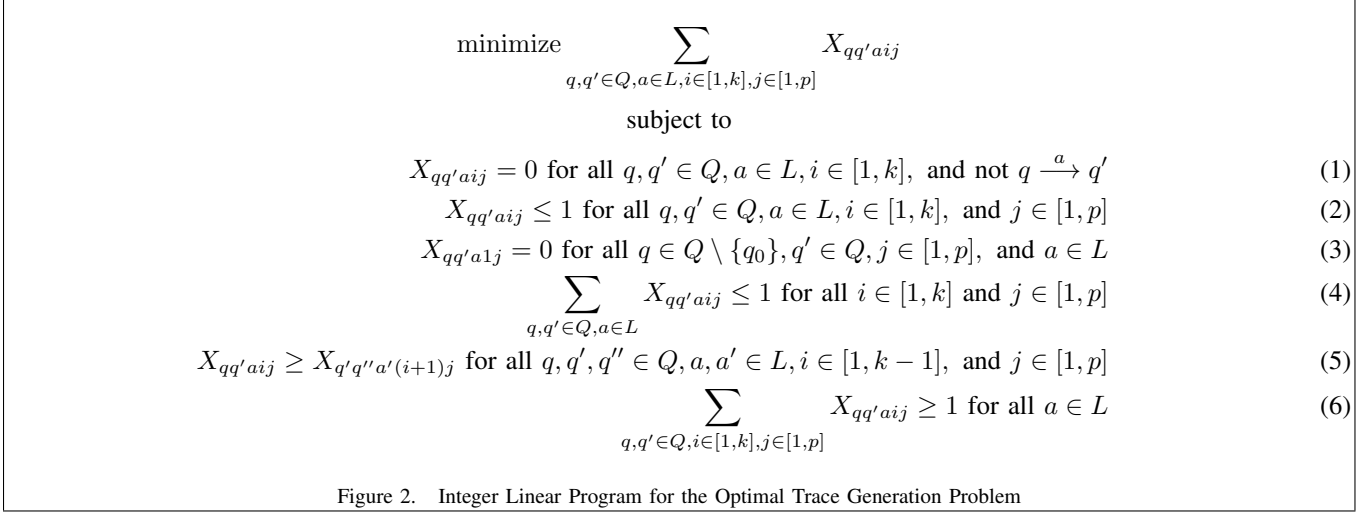 minimize ∑ X_{qq′aij}
q,q′∈Q,a∈L,i∈[1,k],j∈[1,p]
subject to
X_{qq′aij} = 0 for all q, q′ ∈ Q, a ∈ L, i ∈ [1, k], and not q —a→ q′ (1)
X_{qq′aij} ≤ 1 for all q, q′ ∈ Q, a ∈ L, i ∈ [1, k], and j ∈ [1, p] (2)
X_{qq′a1j} = 0 for all q ∈ Q \ {q₀}, q′ ∈ Q, j ∈ [1, p], and a ∈ L (3)
∑ X_{qq′aij} ≤ 1 for all i ∈ [1, k] and j ∈ [1, p] (4)
q,q′∈Q,a∈L
X_{qq′aij} ≥ X_{q′q′′a′(i+1)j} for all q, q′, q′′ ∈ Q, a, a′ ∈ L, i ∈ [1, k − 1], and j ∈ [1, p] (5)
∑ X_{qq′aij} ≥ 1 for all a ∈ L (6)
q,q′∈Q,i∈[1,k],j∈[1,p]
Figure 2. Integer Linear Program for the Optimal Trace Generation Problem